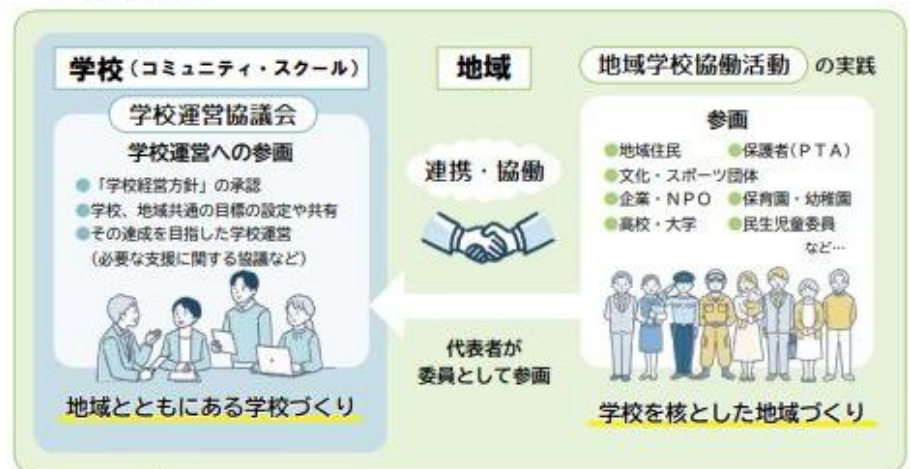 学校（コミュニティ・スクール）
学校運営協議会
学校運営への参画
●「学校経営方針」の承認
●学校、地域共通の目標の設定や共有
●その達成を目指した学校運営
（必要な支援に関する協議など）
地域とともにある学校づくり
地域
連携・協働
代表者が
委員として参画
地域学校協働活動 の実践
参画
●地域住民 ●保護者（ＰＴＡ）
●文化・スポーツ団体
●企業・ＮＰＯ ●保育園・幼稚園
●高校・大学 ●民生児童委員
など…
学校を核とした地域づくり